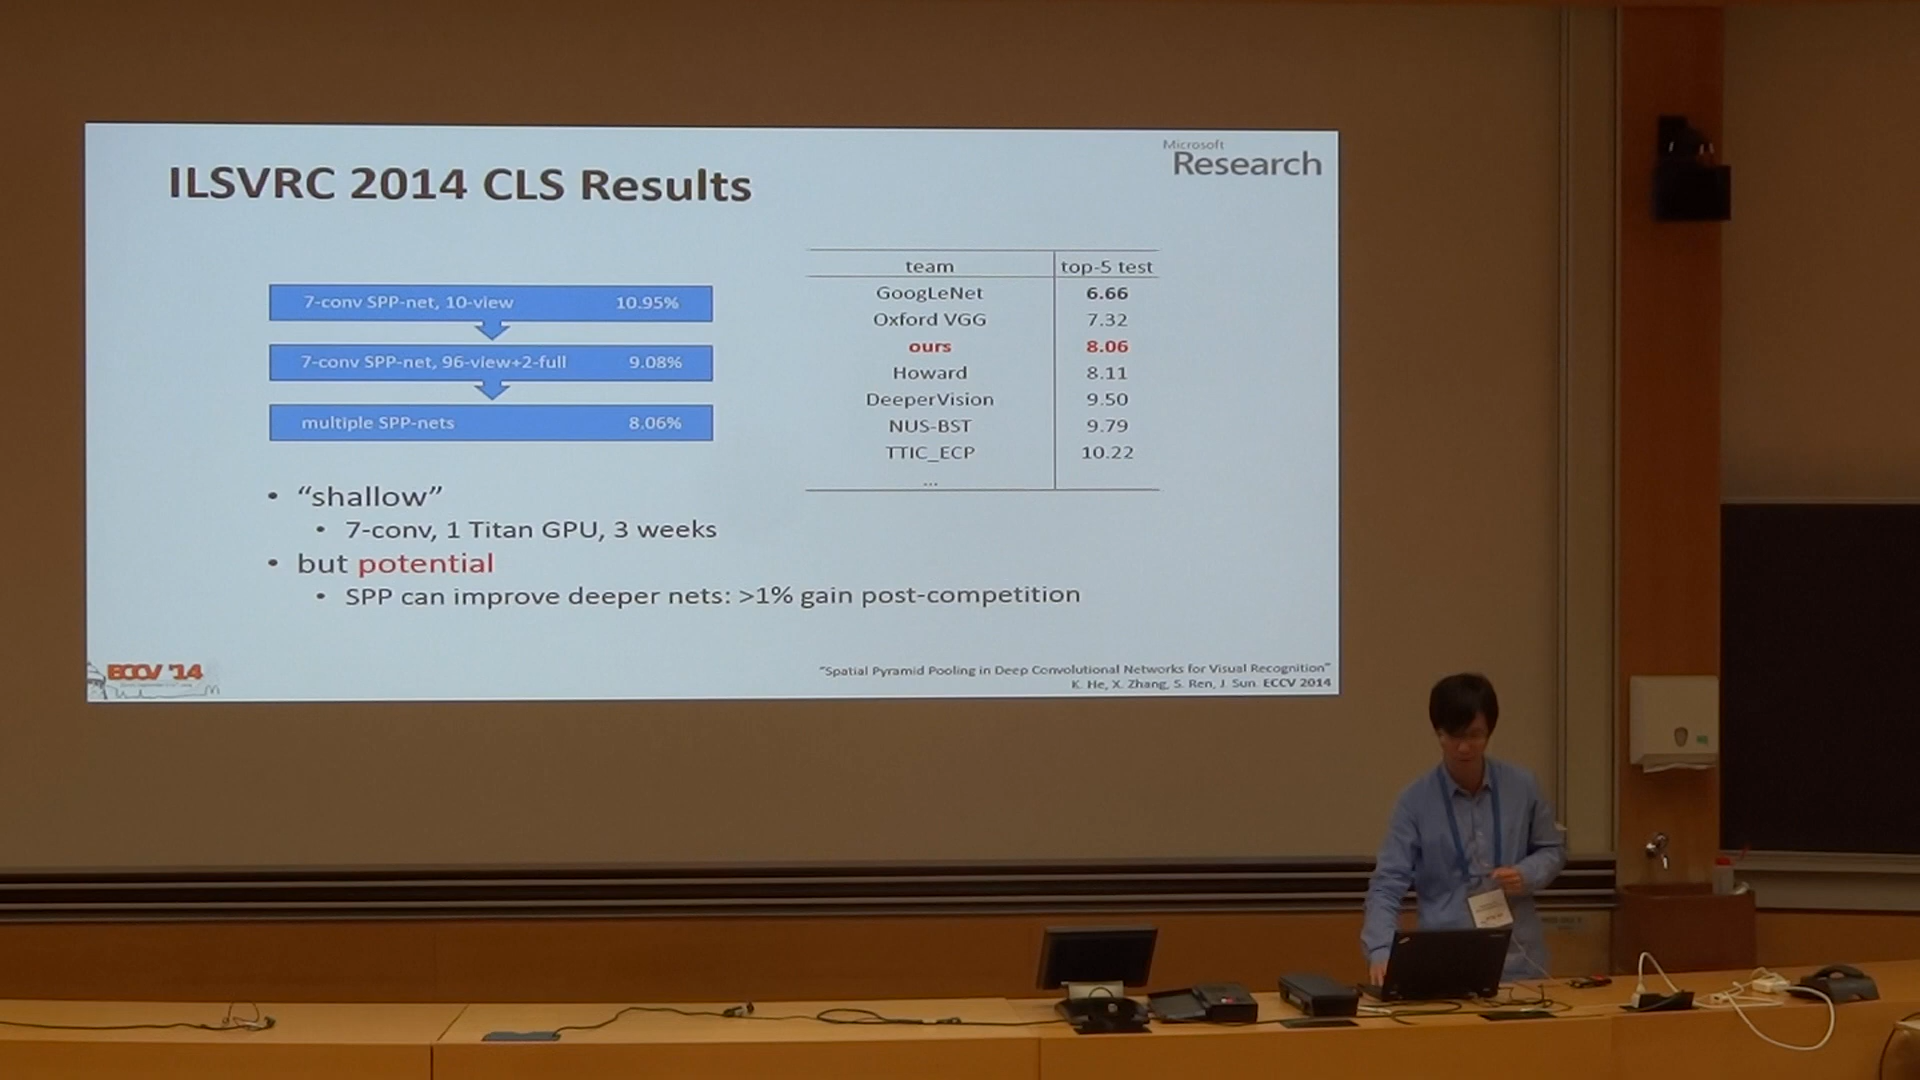 Microsoft
Research
ILSVRC 2014 CLS Results
7-conv SPP-net, 10-view 10.95%
7-conv SPP-net, 96-view+2-full 9.08%
multiple SPP-nets 8.06%
team top-5 test
GoogLeNet 6.66
Oxford VGG 7.32
ours 8.06
Howard 8.11
DeeperVision 9.50
NUS-BST 9.79
TTIC_ECP 10.22
...
• “shallow”
• 7-conv, 1 Titan GPU, 3 weeks
• but potential
• SPP can improve deeper nets: >1% gain post-competition
ECCV '14
“Spatial Pyramid Pooling in Deep Convolutional Networks for Visual Recognition”
K. He, X. Zhang, S. Ren, J. Sun. ECCV 2014